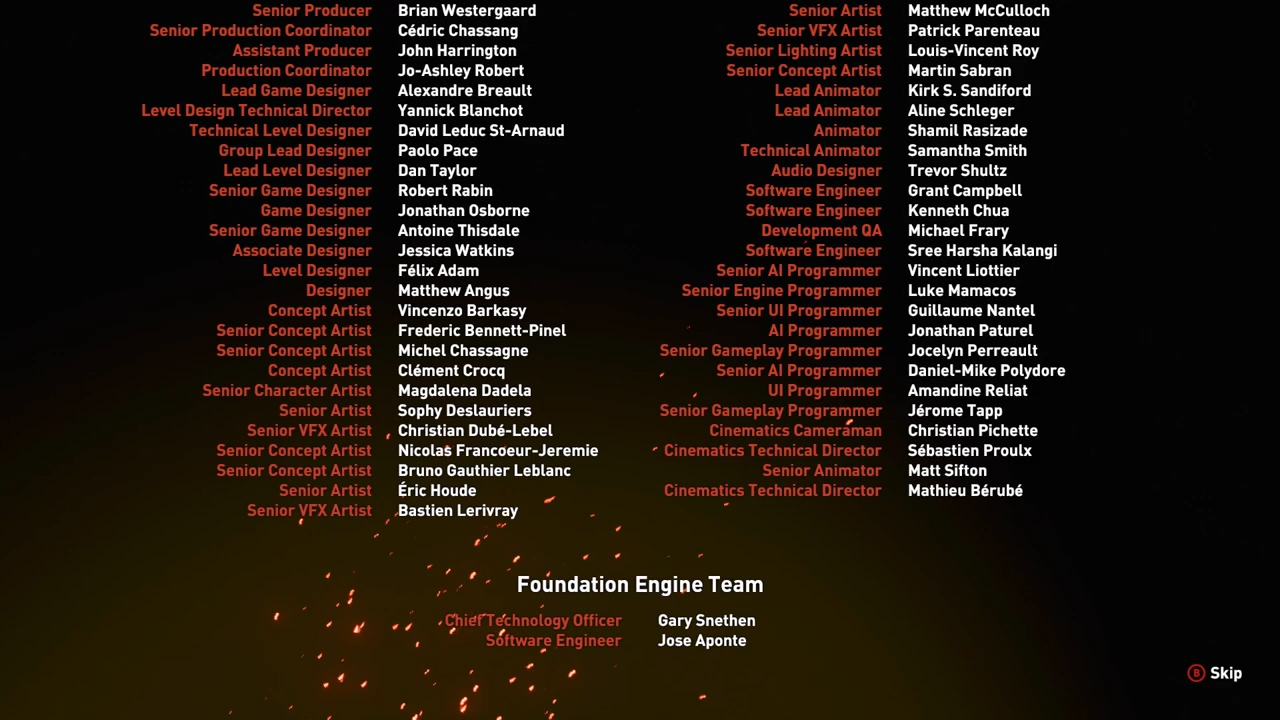 Senior Producer Brian Westergaard
Senior Production Coordinator Cédric Chassang
Assistant Producer John Harrington
Production Coordinator Jo-Ashley Robert
Lead Game Designer Alexandre Breault
Level Design Technical Director Yannick Blanchot
Technical Level Designer David Leduc St-Arnaud
Group Lead Designer Paolo Pace
Lead Level Designer Dan Taylor
Senior Game Designer Robert Rabin
Game Designer Jonathan Osborne
Senior Game Designer Antoine Thisdale
Associate Designer Jessica Watkins
Level Designer Félix Adam
Designer Matthew Angus
Concept Artist Vincenzo Barkasy
Senior Concept Artist Frederic Bennett-Pinel
Senior Concept Artist Michel Chassagne
Concept Artist Clément Crocq
Senior Character Artist Magdalena Dadela
Senior Artist Sophy Deslauriers
Senior VFX Artist Christian Dubé-Lebel
Senior Concept Artist Nicolas Francoeur-Jeremie
Senior Concept Artist Bruno Gauthier Leblanc
Senior Artist Éric Houde
Senior VFX Artist Bastien Lerivray
Senior Artist Matthew McCulloch
Senior VFX Artist Patrick Parenteau
Senior Lighting Artist Louis-Vincent Roy
Senior Concept Artist Martin Sabran
Lead Animator Kirk S. Sandiford
Lead Animator Aline Schleger
Animator Shamil Rasizade
Technical Animator Samantha Smith
Audio Designer Trevor Shultz
Software Engineer Grant Campbell
Software Engineer Kenneth Chua
Development QA Michael Frary
Software Engineer Sree Harsha Kalangi
Senior AI Programmer Vincent Liottier
Senior Engine Programmer Luke Mamacos
Senior UI Programmer Guillaume Nantel
AI Programmer Jonathan Paturel
Senior Gameplay Programmer Jocelyn Perreault
Senior AI Programmer Daniel-Mike Polydore
UI Programmer Amandine Reliat
Senior Gameplay Programmer Jérome Tapp
Cinematics Cameraman Christian Pichette
Cinematics Technical Director Sébastien Proulx
Senior Animator Matt Sifton
Cinematics Technical Director Mathieu Bérubé
Foundation Engine Team
Chief Technology Officer Gary Snethen
Software Engineer Jose Aponte
B Skip